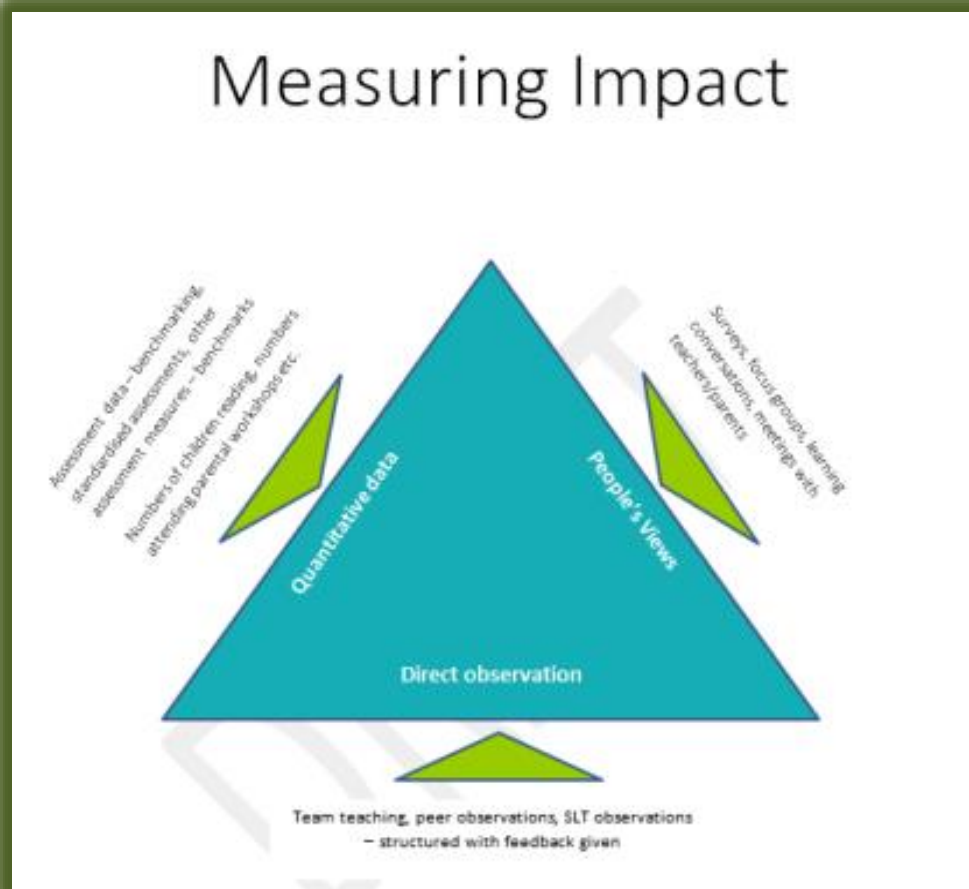 Measuring Impact
Assessment data – benchmarking,
standardised assessments, other
assessment measures – benchmarks
Numbers of children reading, numbers
attending parental workshops etc.
Quantitative data
Surveys, focus groups, learning
conversations, meetings with
teachers/parents
People's Views
Direct observation
Team teaching, peer observations, SLT observations
– structured with feedback given